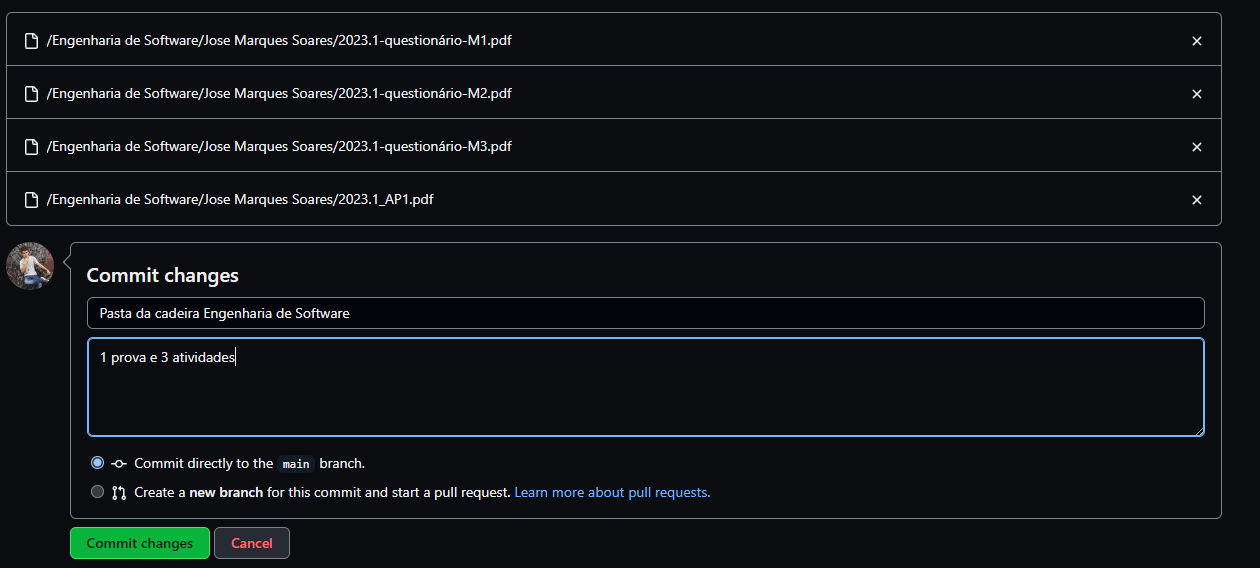 /Engenharia de Software/Jose Marques Soares/2023.1-questionário-M1.pdf
/Engenharia de Software/Jose Marques Soares/2023.1-questionário-M2.pdf
/Engenharia de Software/Jose Marques Soares/2023.1-questionário-M3.pdf
/Engenharia de Software/Jose Marques Soares/2023.1_AP1.pdf
Commit changes
Pasta da cadeira Engenharia de Software
1 prova e 3 atividades
Commit directly to the main branch.
Create a new branch for this commit and start a pull request. Learn more about pull requests.
Commit changes Cancel